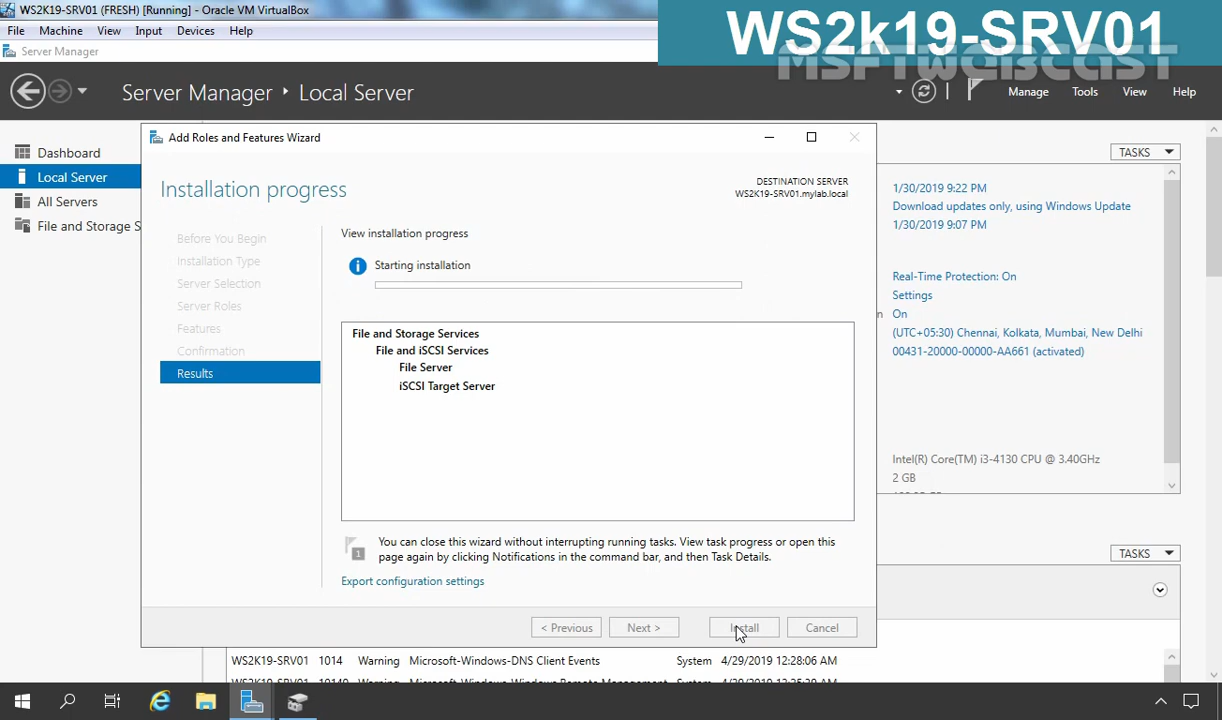 WS2K19-SRV01 (FRESH) [Running] - Oracle VM VirtualBox
WS2k19-SRV01
MSFTWEBCAST
File Machine View Input Devices Help
Server Manager
Server Manager • Local Server
Manage Tools View Help
Dashboard
Local Server
All Servers
File and Storage S
Add Roles and Features Wizard
Installation progress
DESTINATION SERVER
WS2K19-SRV01.mylab.local
Before You Begin
Installation Type
Server Selection
Server Roles
Features
Confirmation
Results
View installation progress
Starting installation
File and Storage Services
File and iSCSI Services
File Server
iSCSI Target Server
1
You can close this wizard without interrupting running tasks. View task progress or open this
page again by clicking Notifications in the command bar, and then Task Details.
Export configuration settings
< Previous
Next >
Install
Cancel
TASKS
1/30/2019 9:22 PM
Download updates only, using Windows Update
1/30/2019 9:07 PM
Real-Time Protection: On
Settings
n On
(UTC+05:30) Chennai, Kolkata, Mumbai, New Delhi
00431-20000-00000-AA661 (activated)
Intel(R) Core(TM) i3-4130 CPU @ 3.40GHz
2 GB
TASKS
WS2K19-SRV01 1014 Warning Microsoft-Windows-DNS Client Events System 4/29/2019 12:28:06 AM